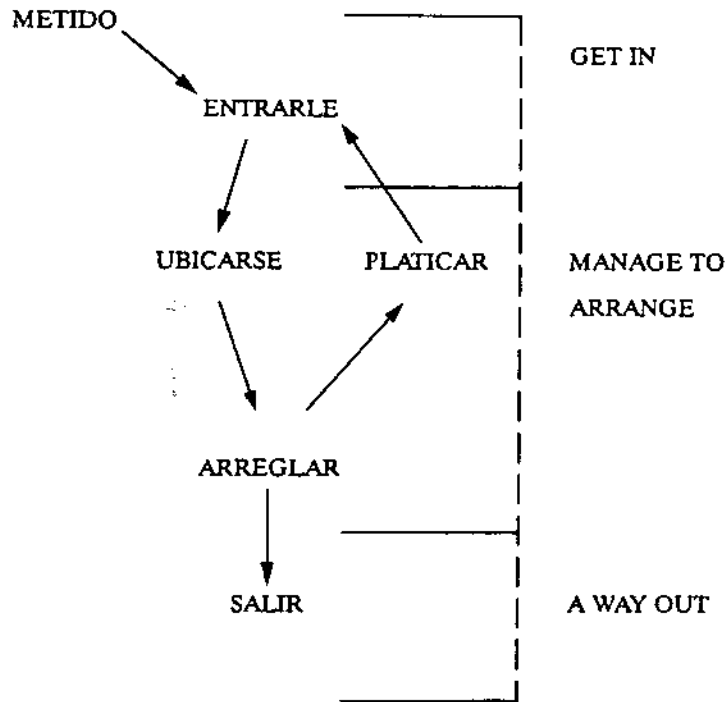 METIDO
GET IN
ENTRARLE
UBICARSE
PLATICAR
MANAGE TO
ARRANGE
ARREGLAR
SALIR
A WAY OUT